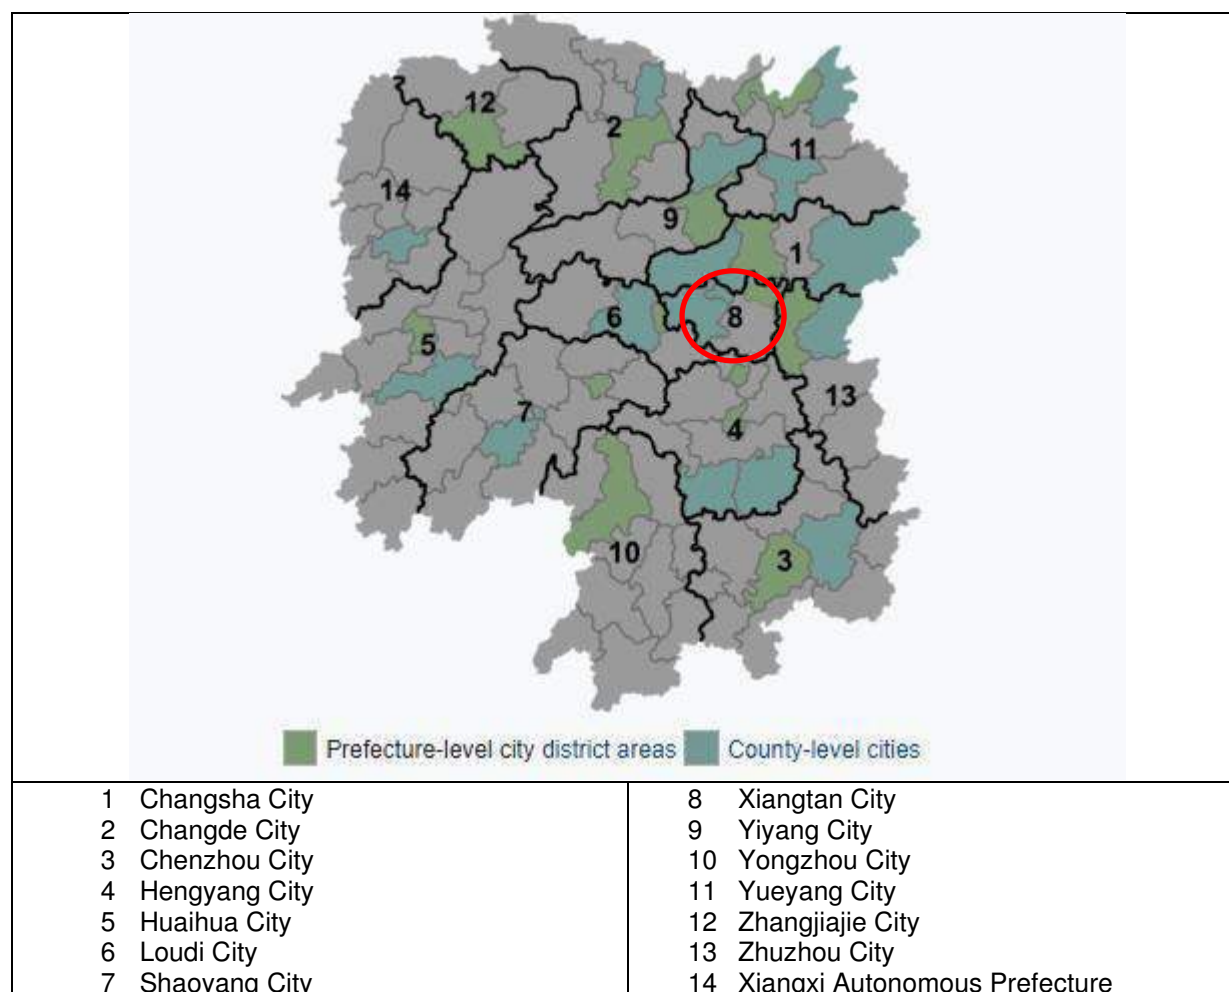 12
2
11
14
9
1
6
8
5
13
7
4
10
3
Prefecture-level city district areas County-level cities
1 Changsha City
2 Changde City
3 Chenzhou City
4 Hengyang City
5 Huaihua City
6 Loudi City
7 Shaoyang City
8 Xiangtan City
9 Yiyang City
10 Yongzhou City
11 Yueyang City
12 Zhangjiajie City
13 Zhuzhou City
14 Xiangxi Autonomous Prefecture